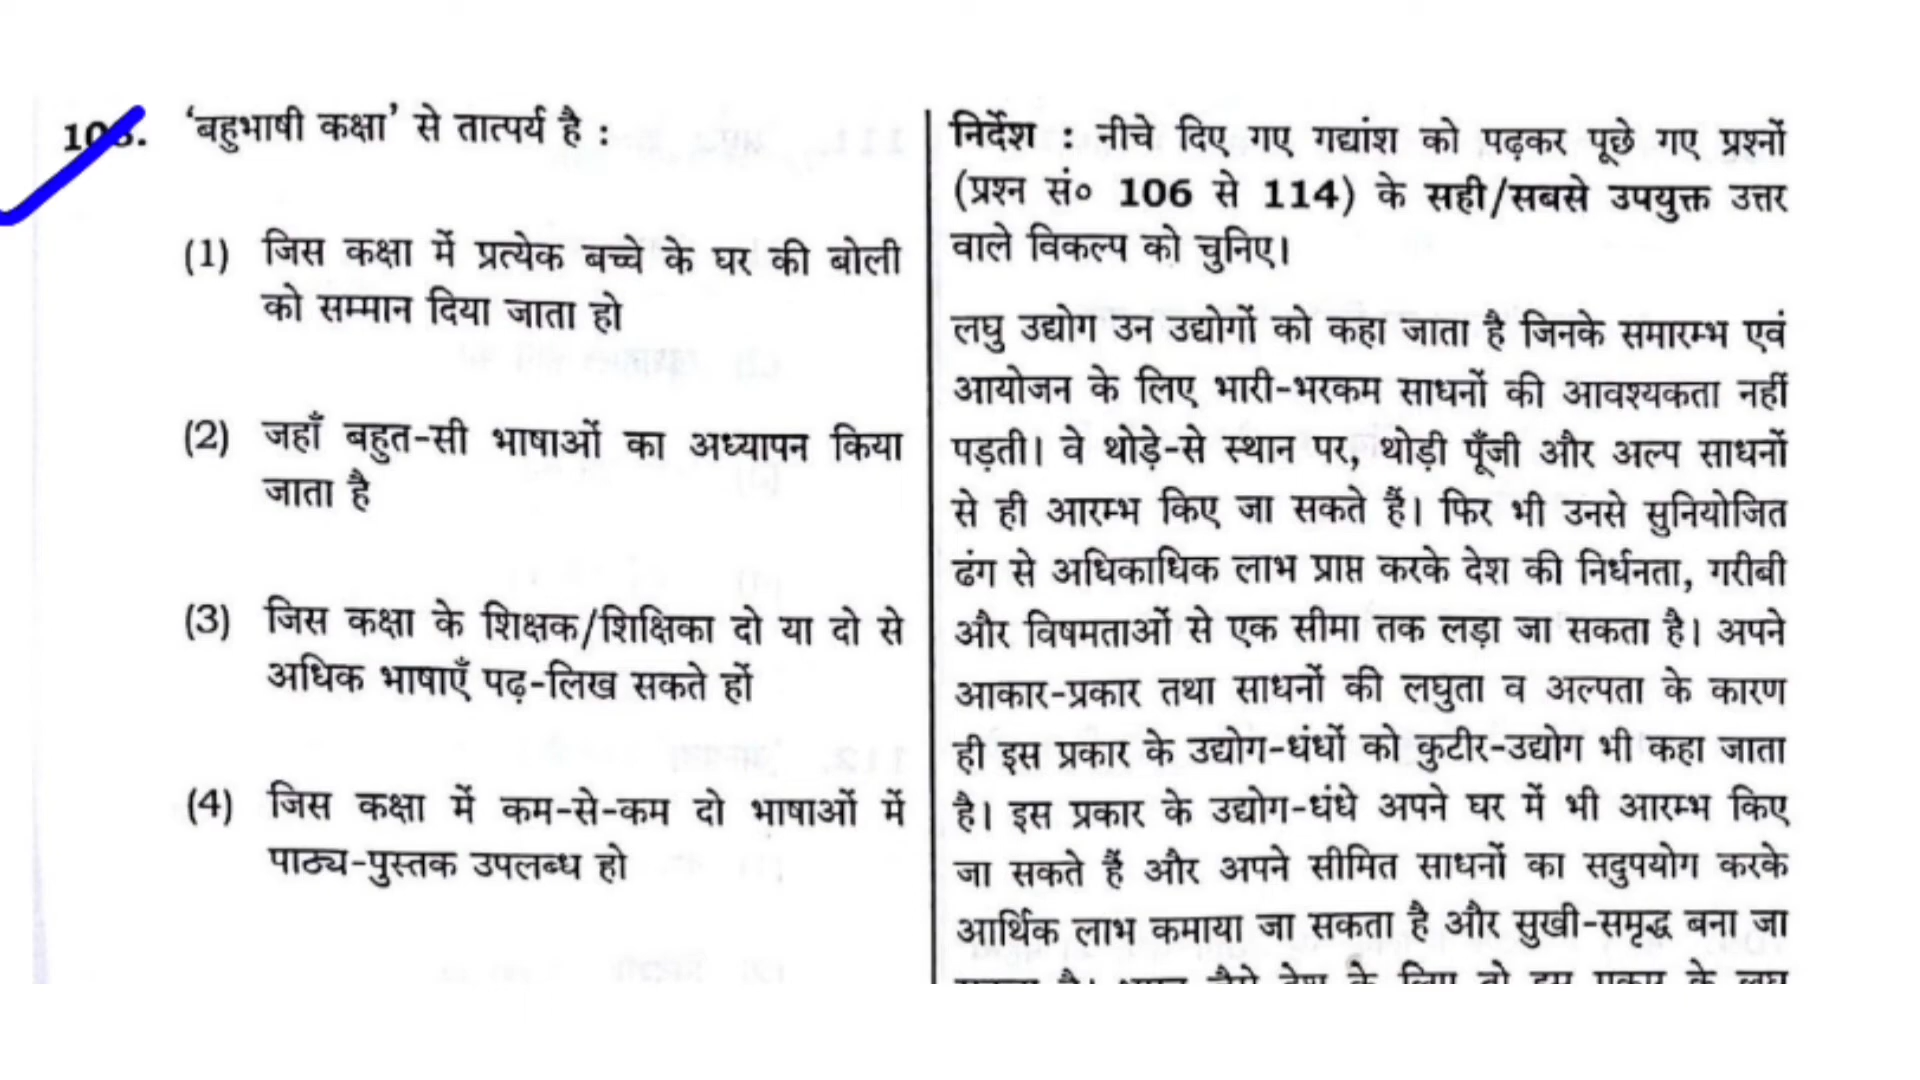 'बहुभाषी कक्षा' से तात्पर्य है :
(1) जिस कक्षा में प्रत्येक बच्चे के घर की बोली
को सम्मान दिया जाता हो
(2) जहाँ बहुत-सी भाषाओं का अध्यापन किया
जाता है
(3) जिस कक्षा के शिक्षक/शिक्षिका दो या दो से
अधिक भाषाएँ पढ़-लिख सकते हों
(4) जिस कक्षा में कम-से-कम दो भाषाओं में
पाठ्य-पुस्तक उपलब्ध हो
निर्देश : नीचे दिए गए गद्यांश को पढ़कर पूछे गए प्रश्नों
(प्रश्न सं० 106 से 114) के सही/सबसे उपयुक्त उत्तर
वाले विकल्प को चुनिए।
लघु उद्योग उन उद्योगों को कहा जाता है जिनके समारम्भ एवं
आयोजन के लिए भारी-भरकम साधनों की आवश्यकता नहीं
पड़ती। वे थोड़े-से स्थान पर, थोड़ी पूँजी और अल्प साधनों
से ही आरम्भ किए जा सकते हैं। फिर भी उनसे सुनियोजित
ढंग से अधिकाधिक लाभ प्राप्त करके देश की निर्धनता, गरीबी
और विषमताओं से एक सीमा तक लड़ा जा सकता है। अपने
आकार-प्रकार तथा साधनों की लघुता व अल्पता के कारण
ही इस प्रकार के उद्योग-धंधों को कुटीर-उद्योग भी कहा जाता
है। इस प्रकार के उद्योग-धंधे अपने घर में भी आरम्भ किए
जा सकते हैं और अपने सीमित साधनों का सदुपयोग करके
आर्थिक लाभ कमाया जा सकता है और सुखी-समृद्ध बना जा